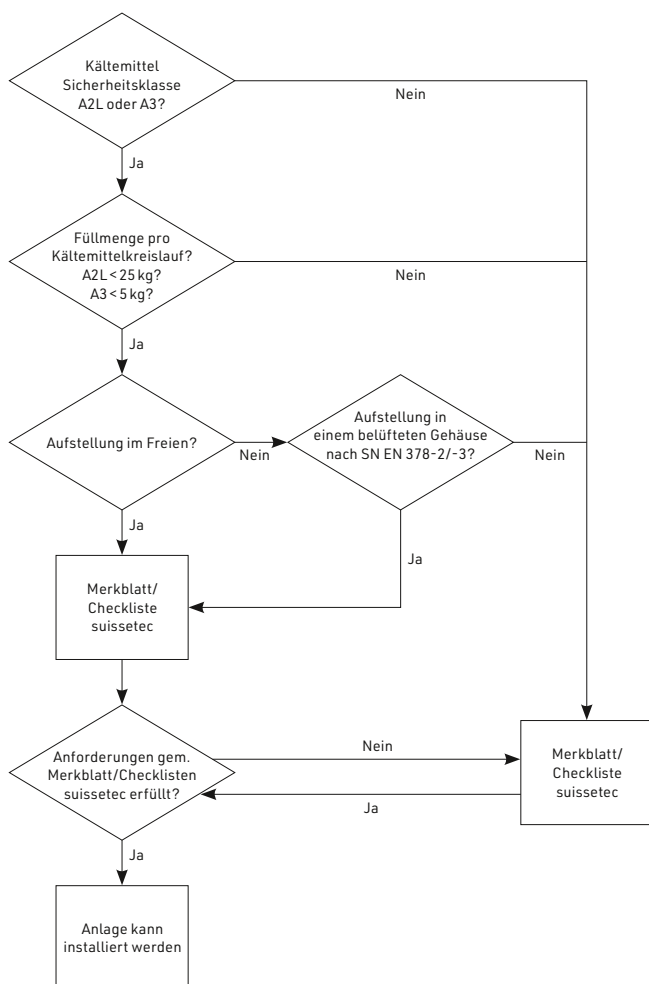 Kältemittel
Sicherheitsklasse
A2L oder A3?
Nein
Ja
Füllmenge pro
Kältemittelkreislauf?
A2L < 25 kg?
A3 < 5 kg?
Nein
Ja
Aufstellung im Freien?
Nein
Aufstellung in
einem belüfteten Gehäuse
nach SN EN 378-2/-3?
Nein
Ja
Ja
Merkblatt/
Checkliste
suissetec
Anforderungen gem.
Merkblatt/Checklisten
suissetec erfüllt?
Nein
Ja
Merkblatt/
Checkliste
suissetec
Ja
Anlage kann
installiert werden